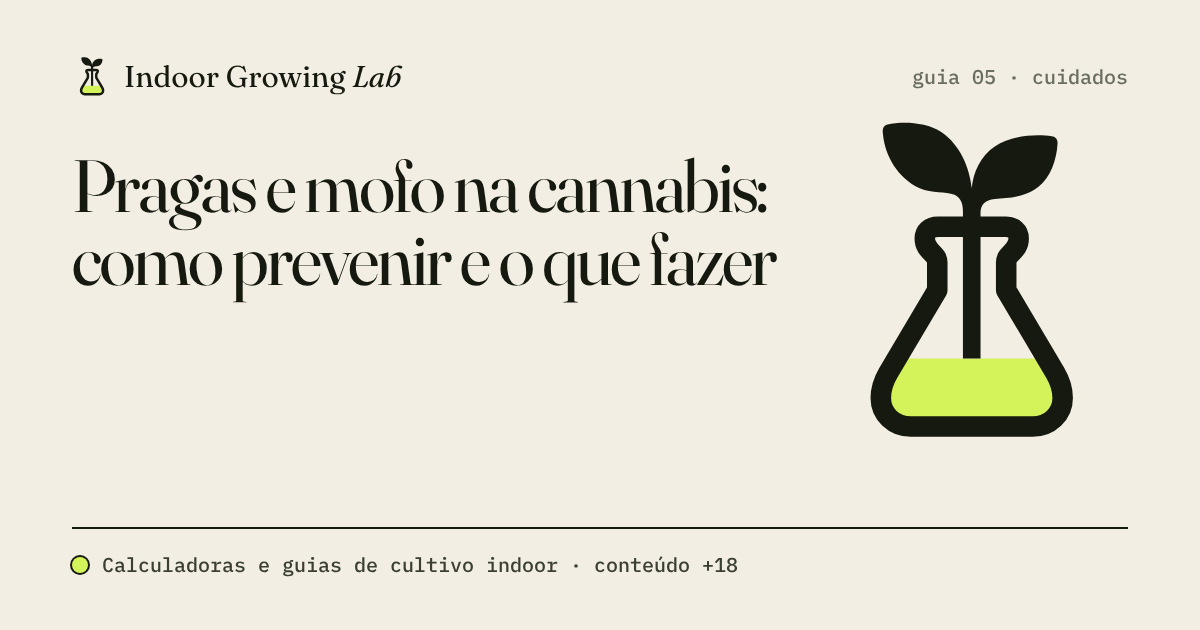 Indoor Growing Lab
guia 05 · cuidados
Pragas e mofo na cannabis:
como prevenir e o que fazer
Calculadoras e guias de cultivo indoor · conteúdo +18